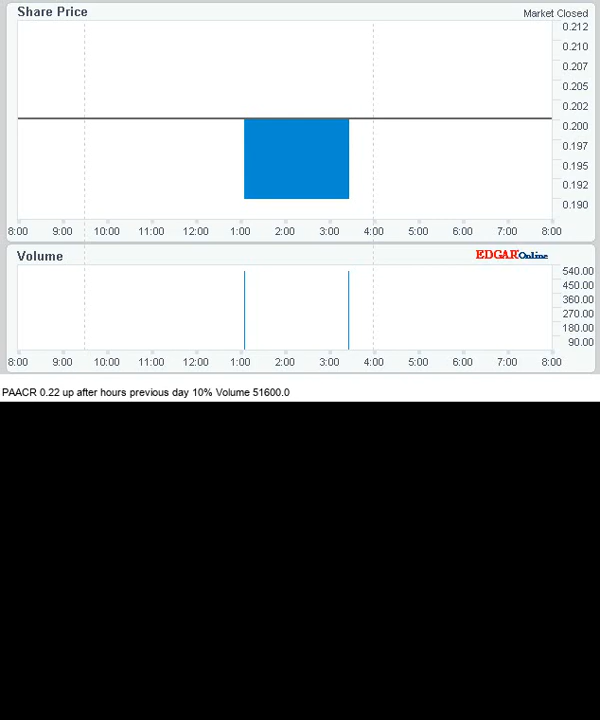 Share Price
Market Closed
0.212
0.210
0.207
0.205
0.202
0.200
0.197
0.195
0.192
0.190
8:00 9:00 10:00 11:00 12:00 1:00 2:00 3:00 4:00 5:00 6:00 7:00 8:00
Volume
EDGAROnline
540.00
450.00
360.00
270.00
180.00
90.00
8:00 9:00 10:00 11:00 12:00 1:00 2:00 3:00 4:00 5:00 6:00 7:00 8:00
PAACR 0.22 up after hours previous day 10% Volume 51600.0